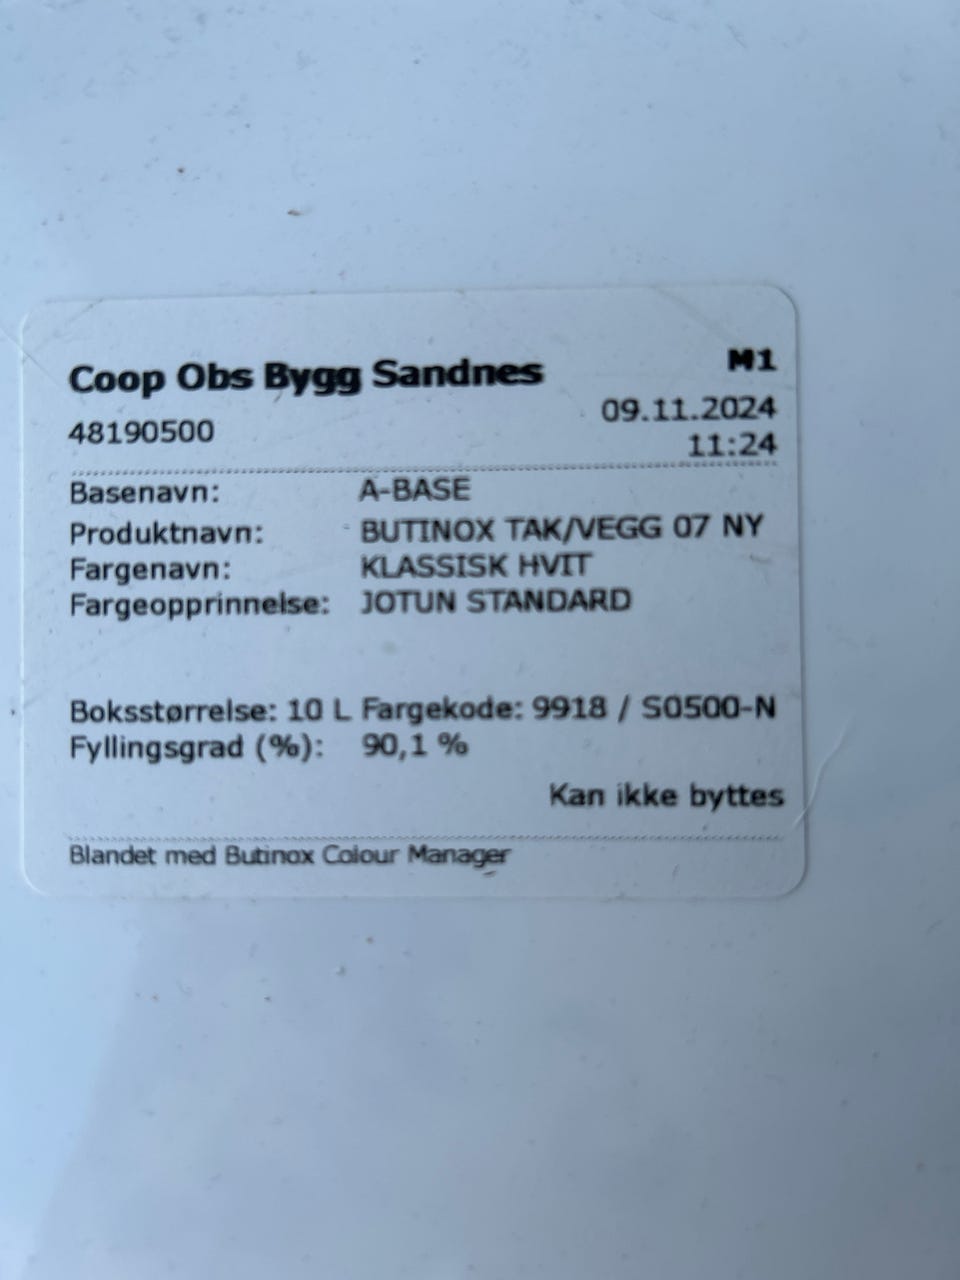 Coop Obs Bygg Sandnes
M1
48190500
09.11.2024
11:24
Basenavn: A-BASE
Produktnavn: BUTINOX TAK/VEGG 07 NY
Fargenavn: KLASSISK HVIT
Fargeopprinnelse: JOTUN STANDARD
Boksstørrelse: 10 L Fargekode: 9918 / S0500-N
Fyllingsgrad (%): 90,1 %
Kan ikke byttes
Blandet med Butinox Colour Manager